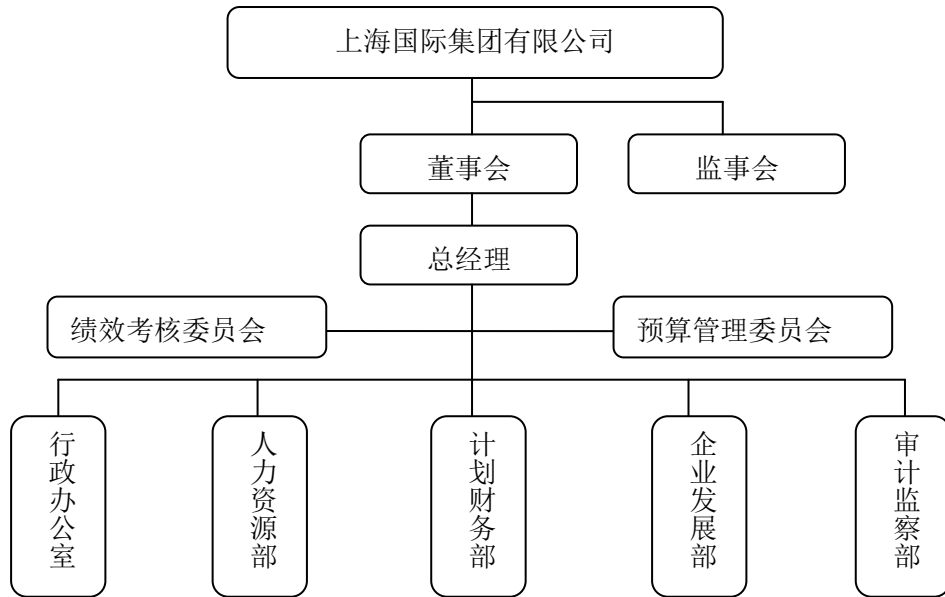 上海国际集团有限公司
董事会
监事会
总经理
绩效考核委员会
预算管理委员会
行政办公室
人力资源部
计划财务部
企业发展部
审计监察部